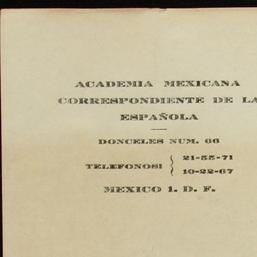 ACADEMIA MEXICANA
CORRESPONDIENTE DE LA
ESPAÑOLA
DONCELES NUM. 66
TELEFONOS: { 21-55-71
10-22-67
MEXICO 1. D. F.